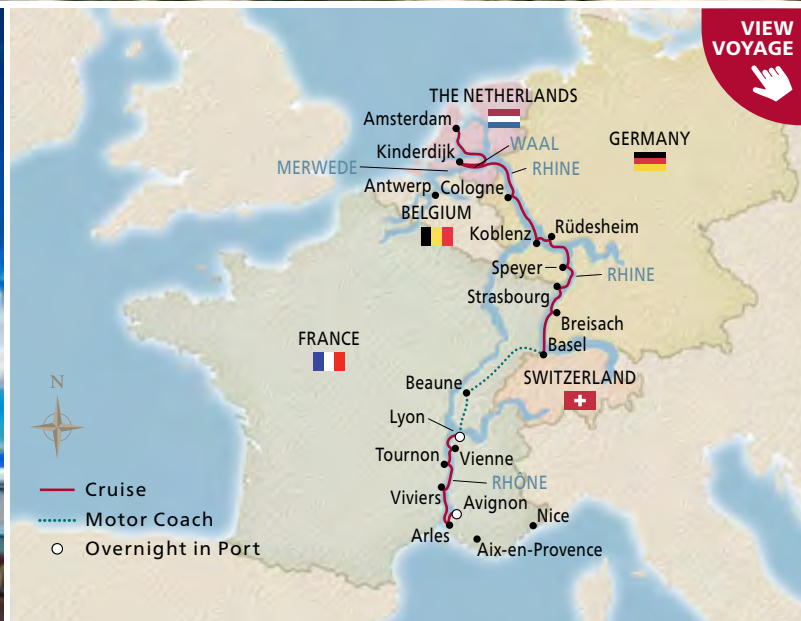 VIEW
VOYAGE
THE NETHERLANDS
Amsterdam
GERMANY
Kinderdijk
WAAL
MERWEDE
RHINE
Antwerp
Cologne
BELGIUM
Koblenz
Rüdesheim
Speyer
RHINE
Strasbourg
Breisach
FRANCE
Basel
SWITZERLAND
Beaune
N
Lyon
Tournon
Vienne
RHÔNE
Viviers
Avignon
Nice
Arles
Aix-en-Provence
Cruise
Motor Coach
Overnight in Port